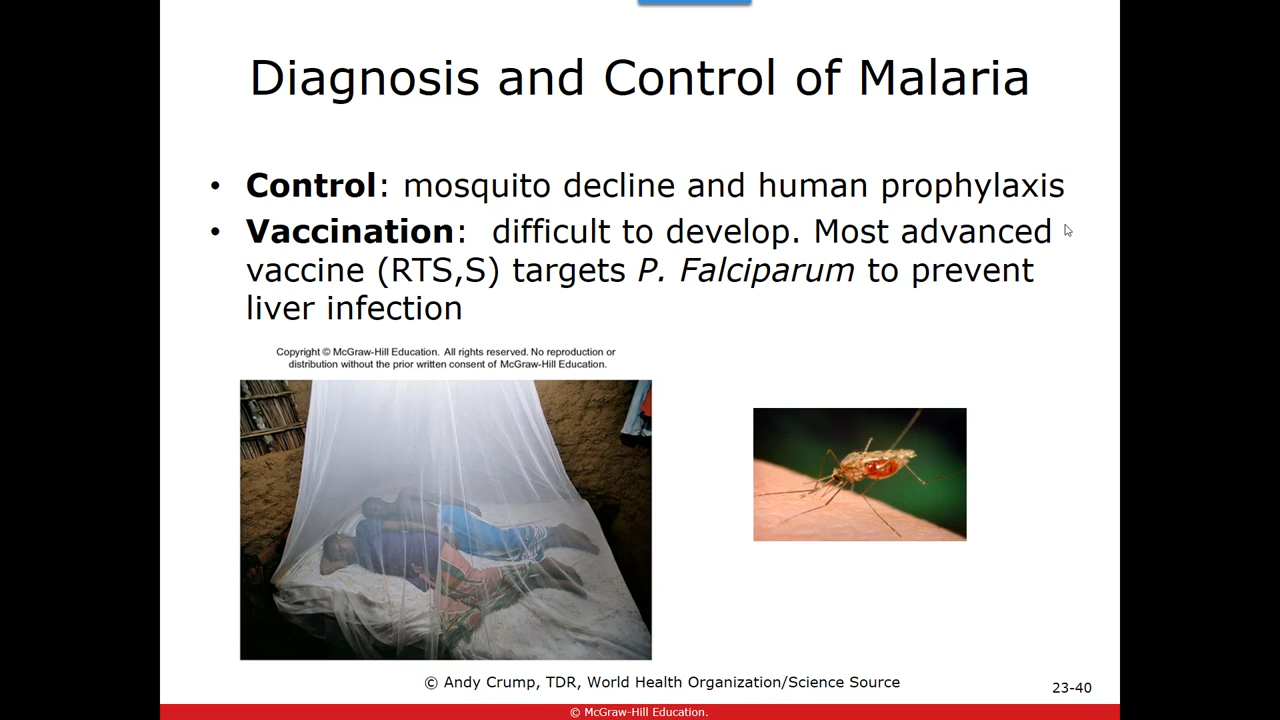 Diagnosis and Control of Malaria
• Control: mosquito decline and human prophylaxis
• Vaccination:  difficult to develop. Most advanced
vaccine (RTS,S) targets P. Falciparum to prevent
liver infection
Copyright © McGraw-Hill Education. All rights reserved. No reproduction or
distribution without the prior written consent of McGraw-Hill Education.
© Andy Crump, TDR, World Health Organization/Science Source
23-40
© McGraw-Hill Education.